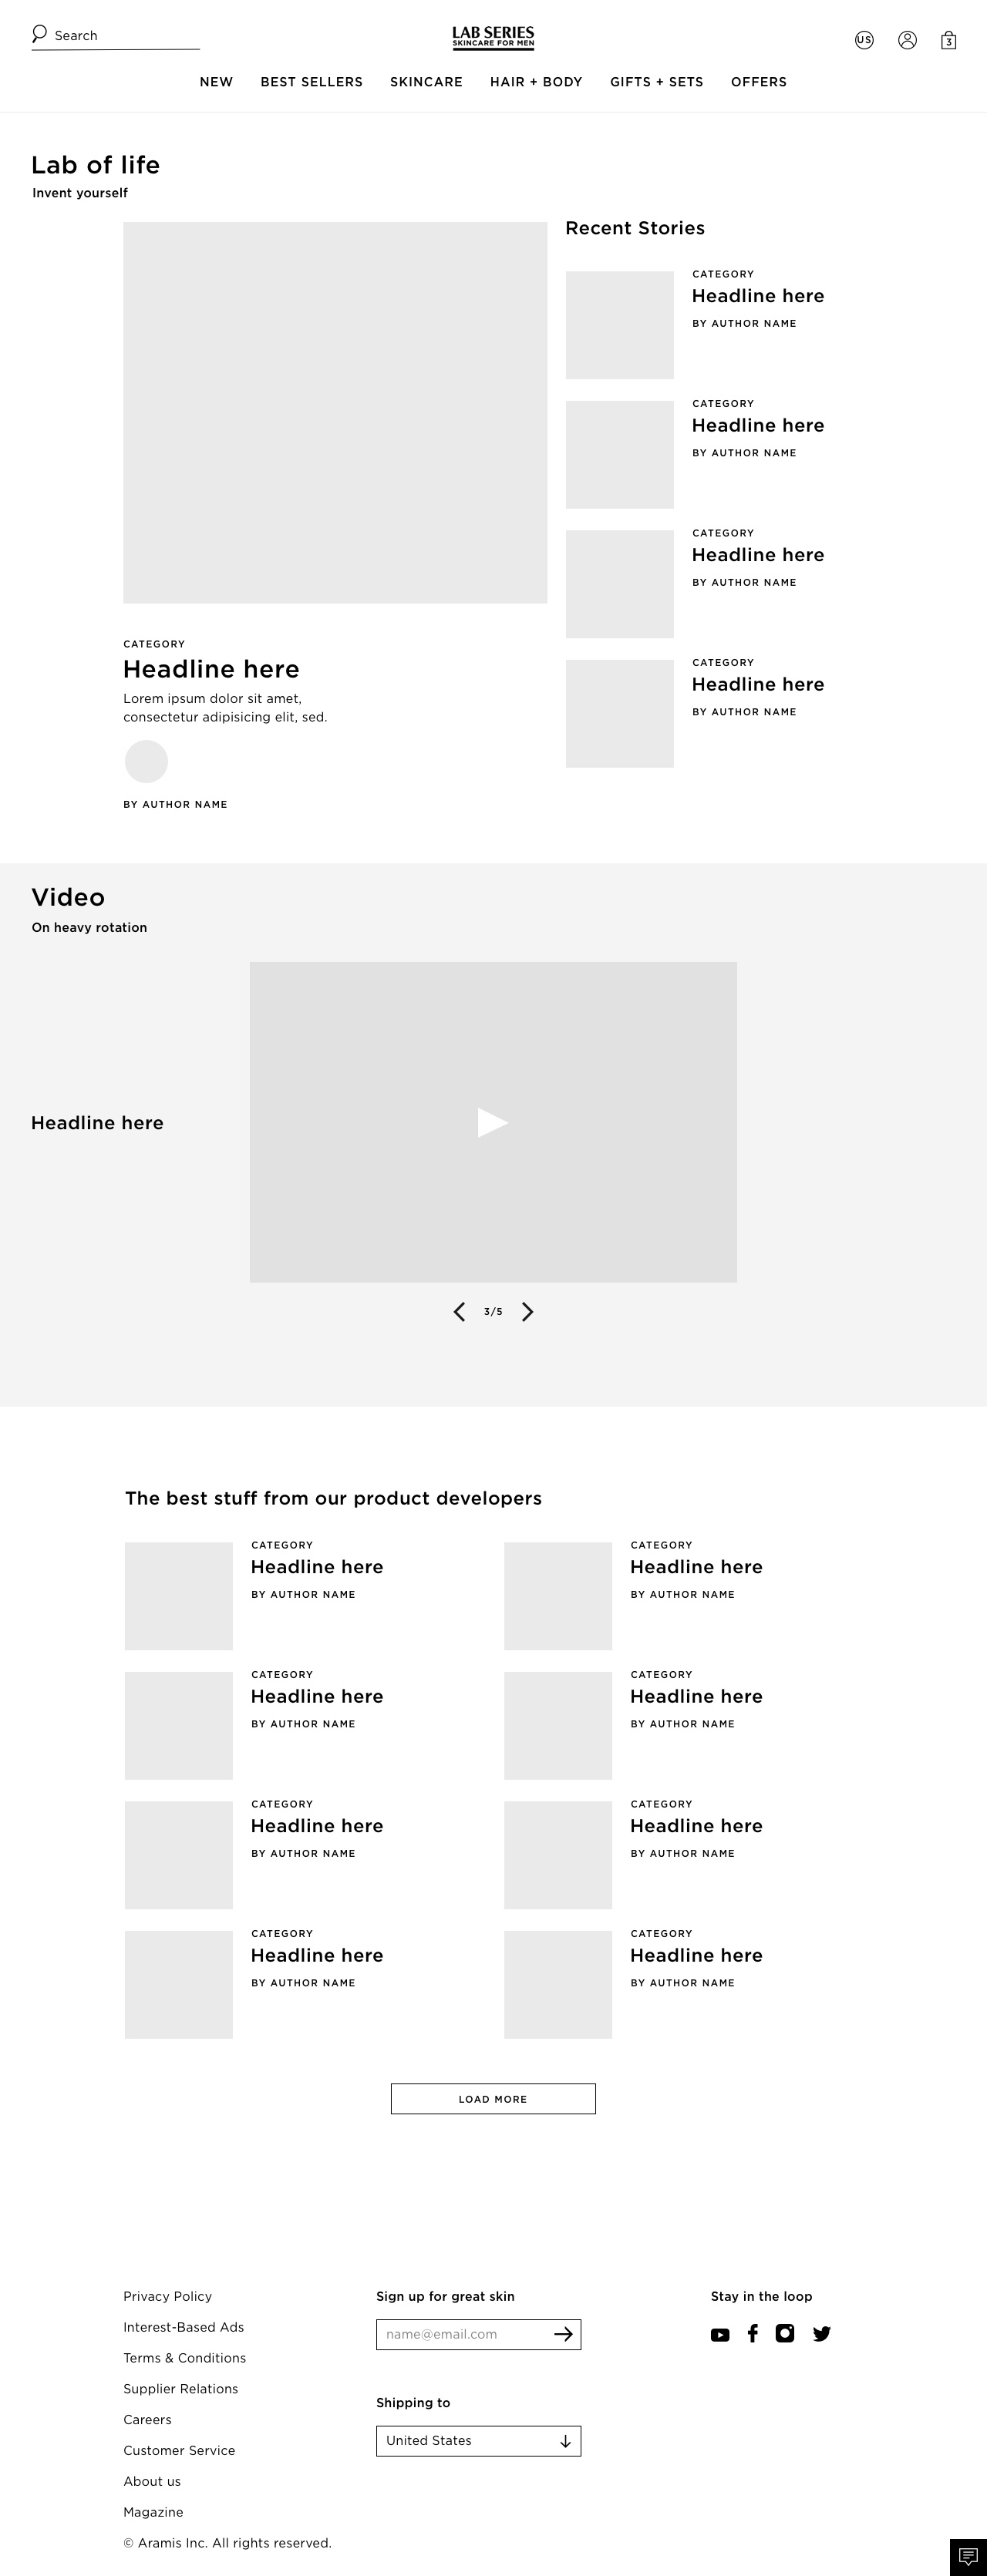 Search
LAB SERIES
SKINCARE FOR MEN
US
3
NEW
BEST SELLERS
SKINCARE
HAIR + BODY
GIFTS + SETS
OFFERS
Lab of life
Invent yourself
CATEGORY
Headline here
Lorem ipsum dolor sit amet,
consectetur adipisicing elit, sed.
BY AUTHOR NAME
Recent Stories
CATEGORY
Headline here
BY AUTHOR NAME
CATEGORY
Headline here
BY AUTHOR NAME
CATEGORY
Headline here
BY AUTHOR NAME
CATEGORY
Headline here
BY AUTHOR NAME
Video
On heavy rotation
Headline here
3/5
The best stuff from our product developers
CATEGORY
Headline here
BY AUTHOR NAME
CATEGORY
Headline here
BY AUTHOR NAME
CATEGORY
Headline here
BY AUTHOR NAME
CATEGORY
Headline here
BY AUTHOR NAME
CATEGORY
Headline here
BY AUTHOR NAME
CATEGORY
Headline here
BY AUTHOR NAME
CATEGORY
Headline here
BY AUTHOR NAME
CATEGORY
Headline here
BY AUTHOR NAME
LOAD MORE
Privacy Policy
Interest-Based Ads
Terms & Conditions
Supplier Relations
Careers
Customer Service
About us
Magazine
© Aramis Inc. All rights reserved.
Sign up for great skin
name@email.com
Shipping to
United States
Stay in the loop